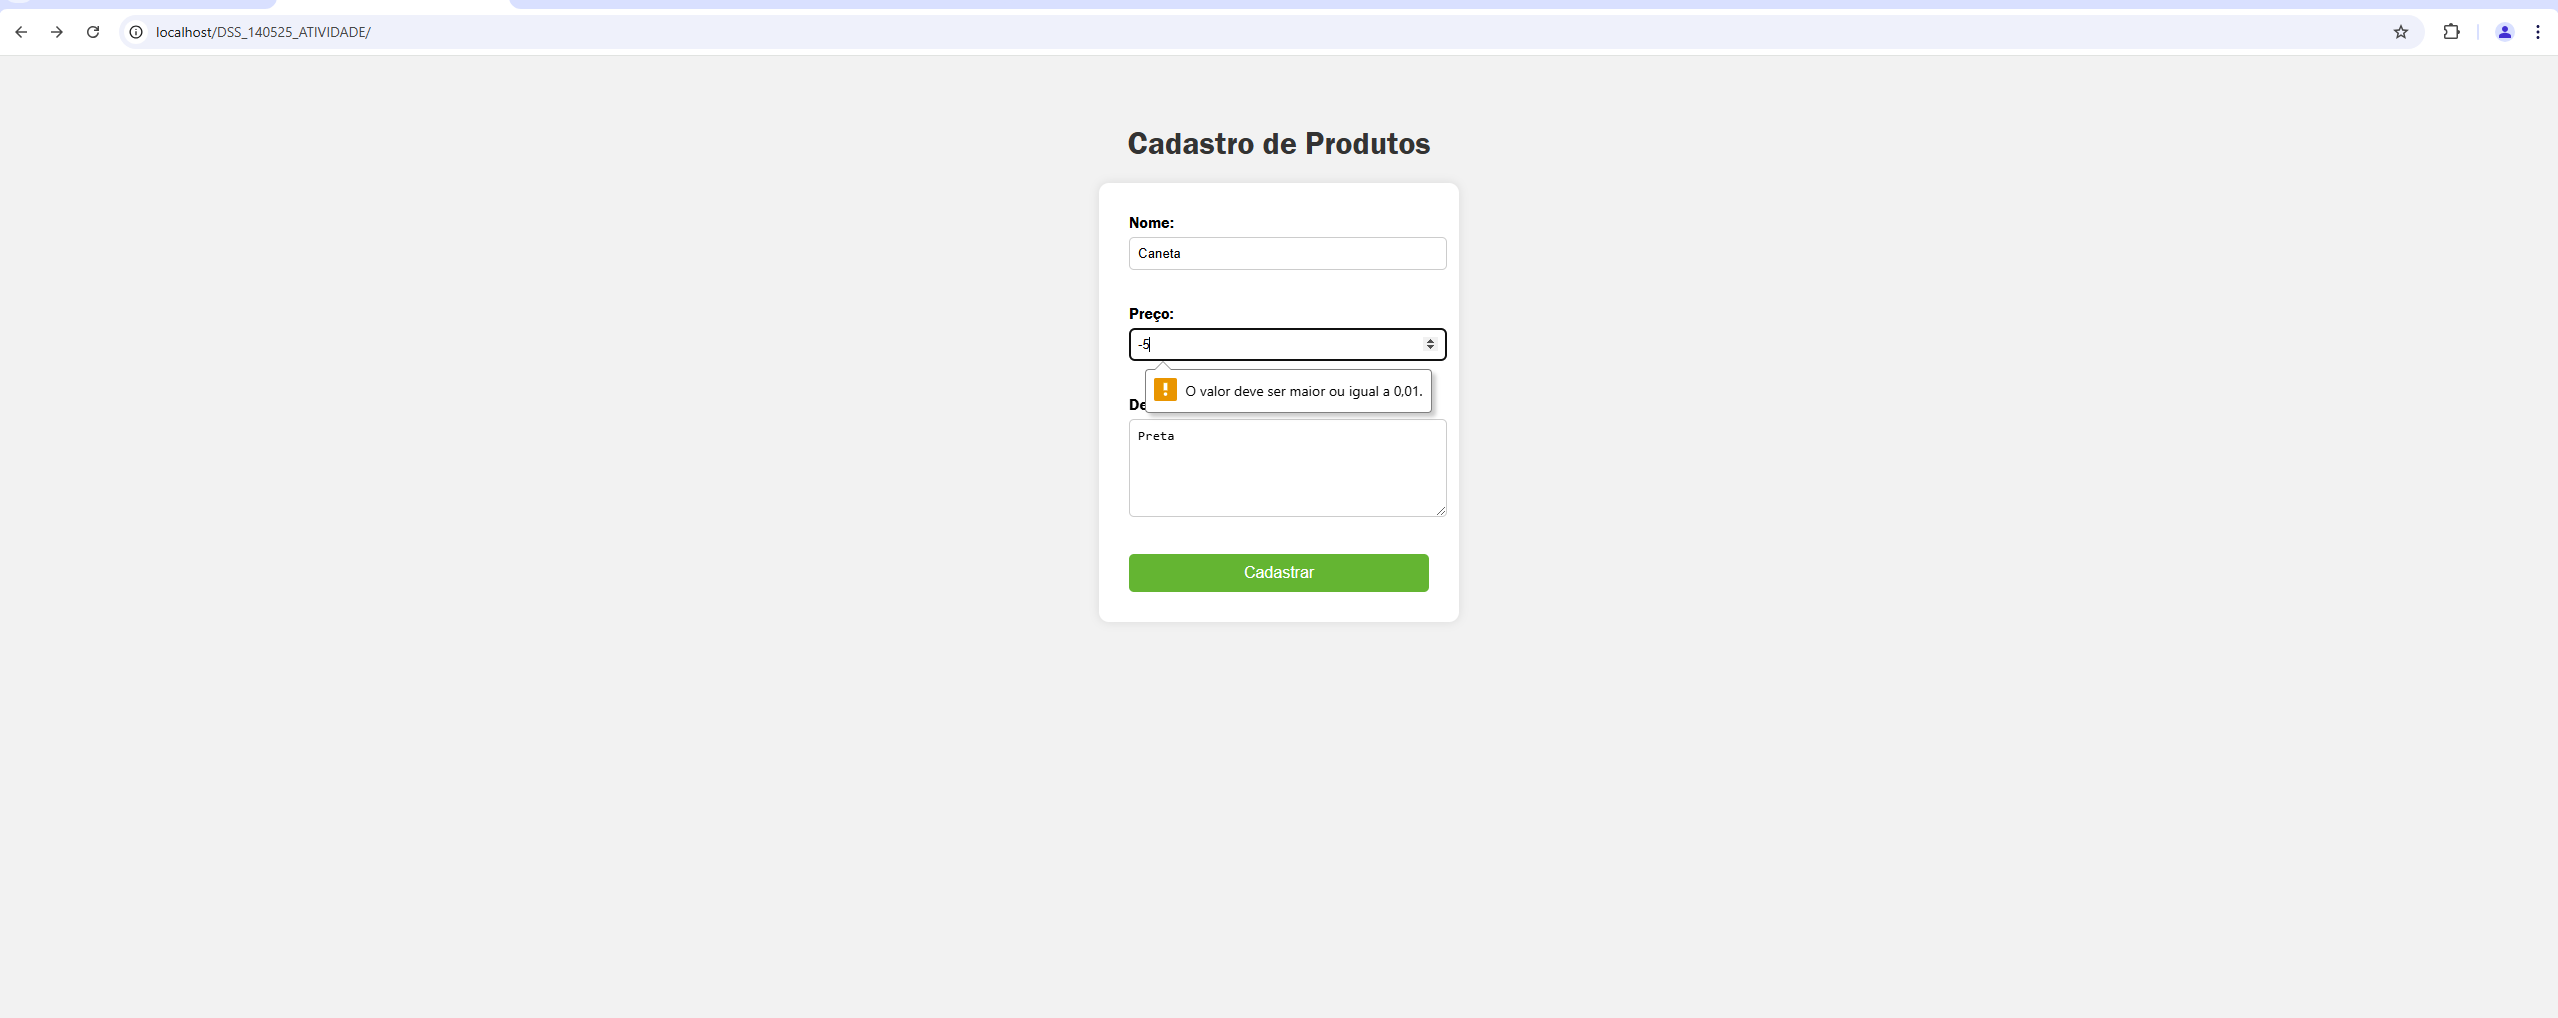 localhost/DSS_140525_ATIVIDADE/
Cadastro de Produtos
Nome:
Caneta
Preço:
-5
O valor deve ser maior ou igual a 0,01.
De
Preta
Cadastrar